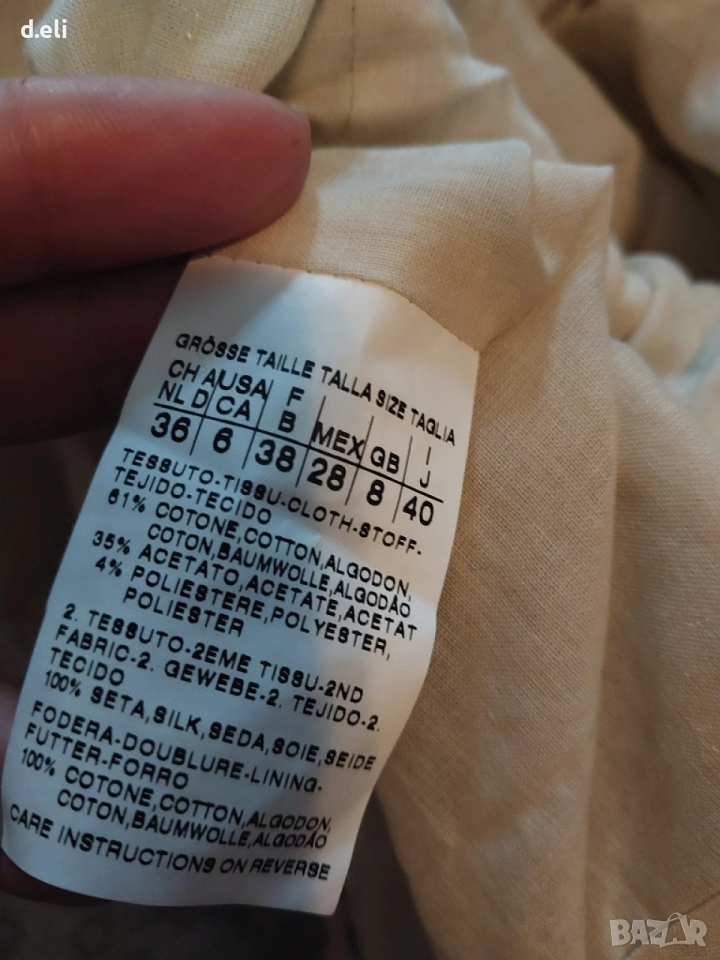 d.eli
GRÖSSE TAILLE TALLA SIZE TAGLIA
CH A USA F I
NL D CA B MEX GB J
36 6 38 28 8 40
TESSUTO-TISSU-CLOTH-STOFF-
TEJIDO-TECIDO
61% COTONE,COTTON,ALGODON,
COTON,BAUMWOLLE,ALGODÃO
35% ACETATO,ACETATE,ACETAT
4% POLIESTERE,POLYESTER,
POLIESTER
2. TESSUTO-2EME TISSU-2ND
FABRIC-2. GEWEBE-2. TEJIDO-2.
TECIDO
100% SETA,SILK,SEDA,SOIE,SEIDE
FODERA-DOUBLURE-LINING-
FUTTER-FORRO
100% COTONE,COTTON,ALGODON,
COTON,BAUMWOLLE,ALGODÃO
CARE INSTRUCTIONS ON REVERSE
BAZAR